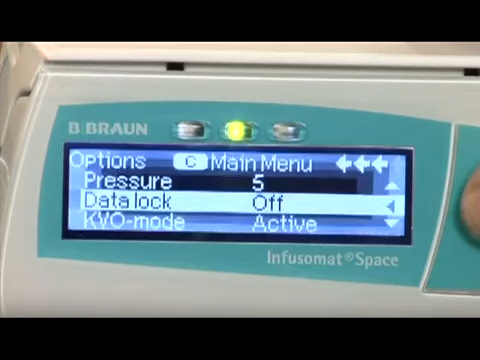 B BRAUN
Options C Main Menu
Pressure 5
Data lock Off
KVO-mode Active
Infusomat® Space